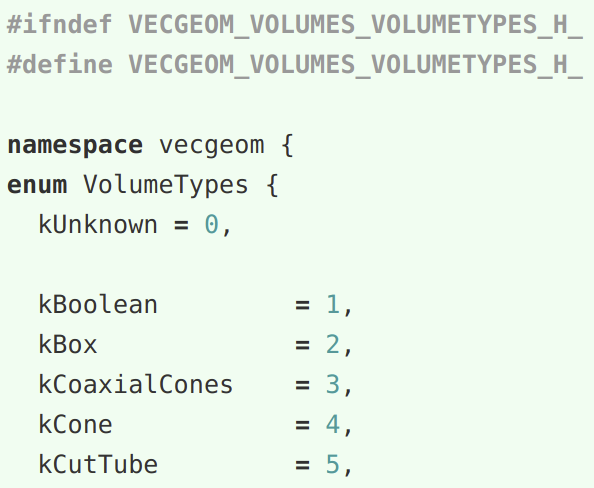 #ifndef VECGEOM_VOLUMES_VOLUMETYPES_H_
#define VECGEOM_VOLUMES_VOLUMETYPES_H_
namespace vecgeom {
enum VolumeTypes {
  kUnknown = 0,
  kBoolean         = 1,
  kBox             = 2,
  kCoaxialCones    = 3,
  kCone            = 4,
  kCutTube         = 5,